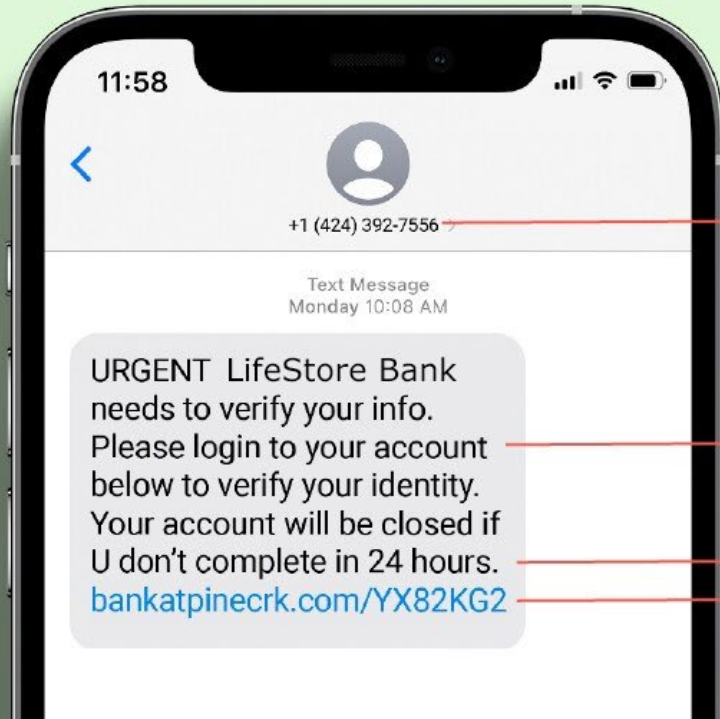 11:58
+1 (424) 392-7556
Text Message
Monday 10:08 AM
URGENT LifeStore Bank
needs to verify your info.
Please login to your account
below to verify your identity.
Your account will be closed if
U don't complete in 24 hours.
bankatpinecrk.com/YX82KG2